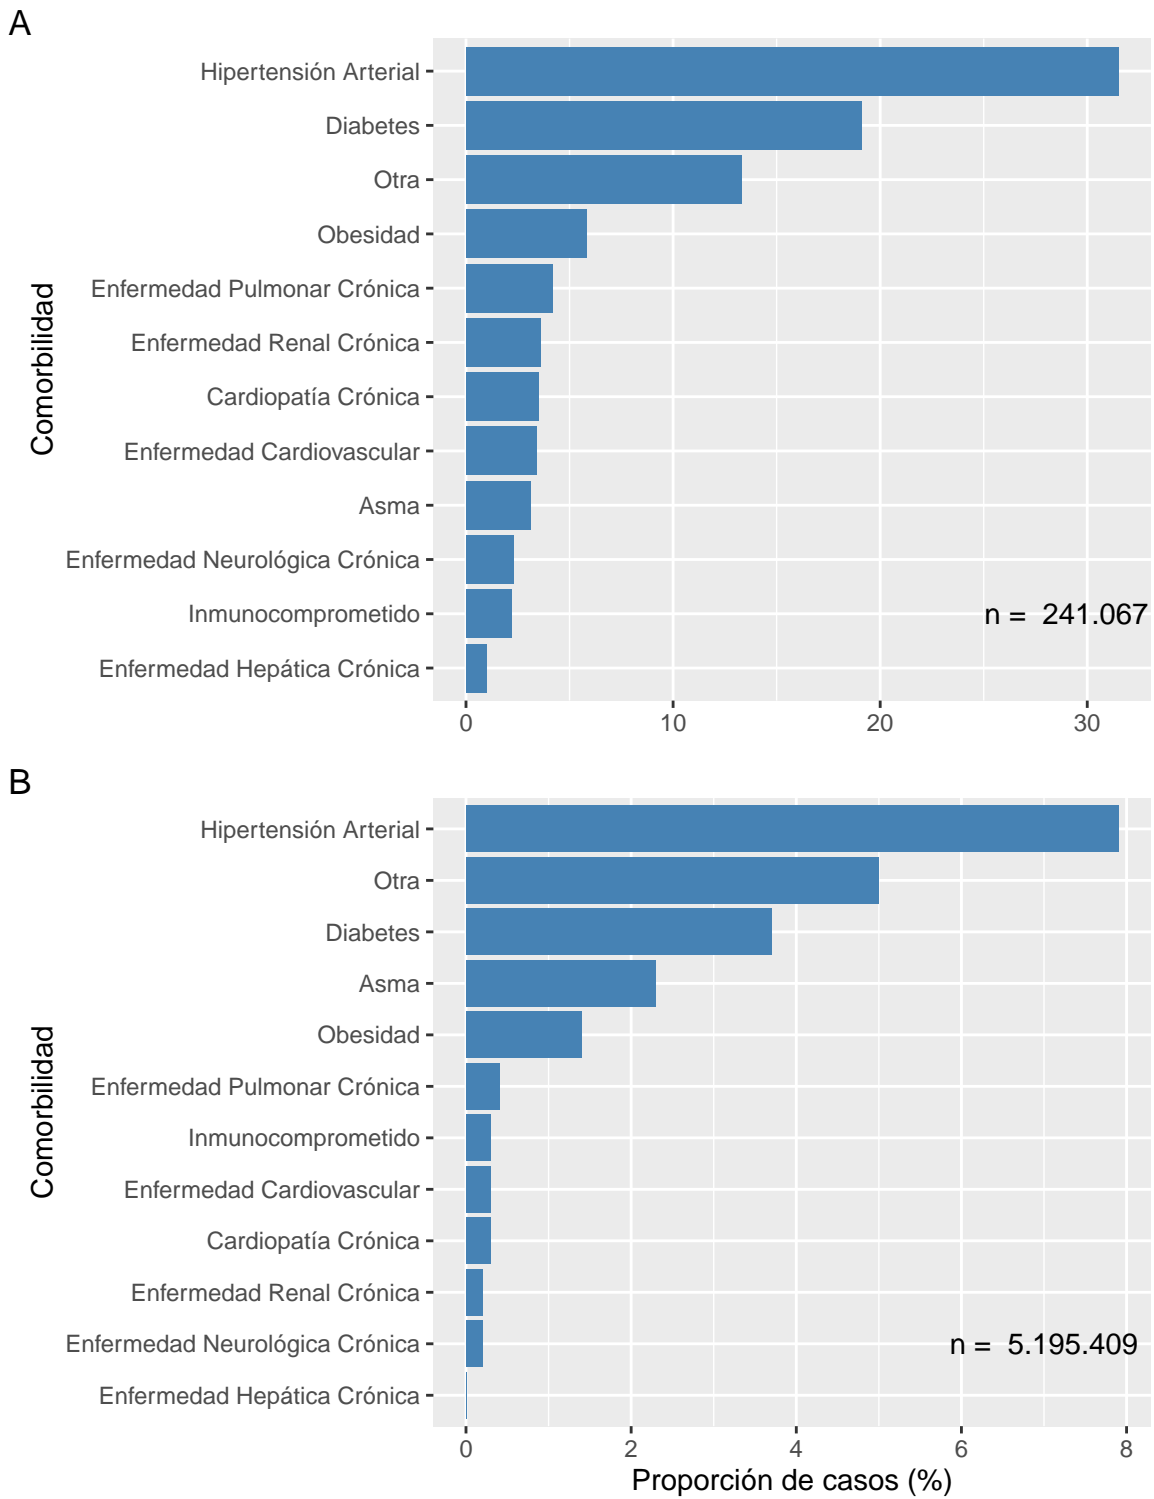 A
Hipertensión Arterial
Diabetes
Otra
Obesidad
Enfermedad Pulmonar Crónica
Enfermedad Renal Crónica
Cardiopatía Crónica
Enfermedad Cardiovascular
Asma
Enfermedad Neurológica Crónica
Inmunocomprometido
Enfermedad Hepática Crónica
Comorbilidad
n = 241.067
0 10 20 30
B
Hipertensión Arterial
Otra
Diabetes
Asma
Obesidad
Enfermedad Pulmonar Crónica
Inmunocomprometido
Enfermedad Cardiovascular
Cardiopatía Crónica
Enfermedad Renal Crónica
Enfermedad Neurológica Crónica
Enfermedad Hepática Crónica
Comorbilidad
n = 5.195.409
0 2 4 6 8
Proporción de casos (%)